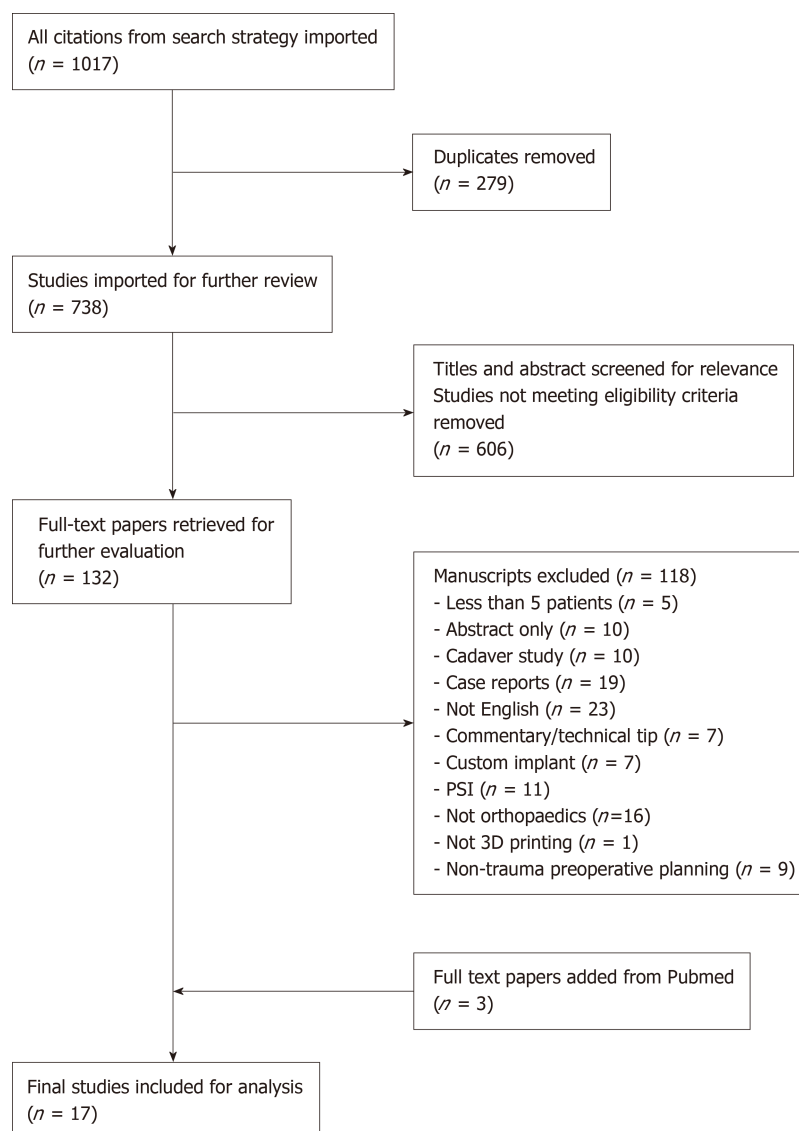 All citations from search strategy imported
(n = 1017)
Duplicates removed
(n = 279)
Studies imported for further review
(n = 738)
Titles and abstract screened for relevance
Studies not meeting eligibility criteria
removed
(n = 606)
Full-text papers retrieved for
further evaluation
(n = 132)
Manuscripts excluded (n = 118)
- Less than 5 patients (n = 5)
- Abstract only (n = 10)
- Cadaver study (n = 10)
- Case reports (n = 19)
- Not English (n = 23)
- Commentary/technical tip (n = 7)
- Custom implant (n = 7)
- PSI (n = 11)
- Not orthopaedics (n=16)
- Not 3D printing (n = 1)
- Non-trauma preoperative planning (n = 9)
Full text papers added from Pubmed
(n = 3)
Final studies included for analysis
(n = 17)